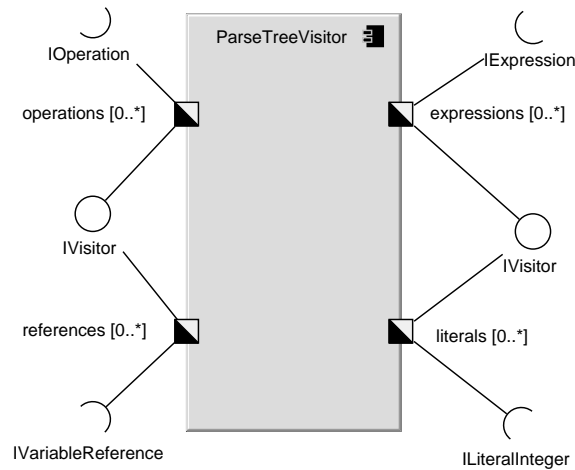 ParseTreeVisitor
IOperation
IExpression
operations [0..*]
expressions [0..*]
IVisitor
IVisitor
references [0..*]
literals [0..*]
IVariableReference
ILiteralInteger